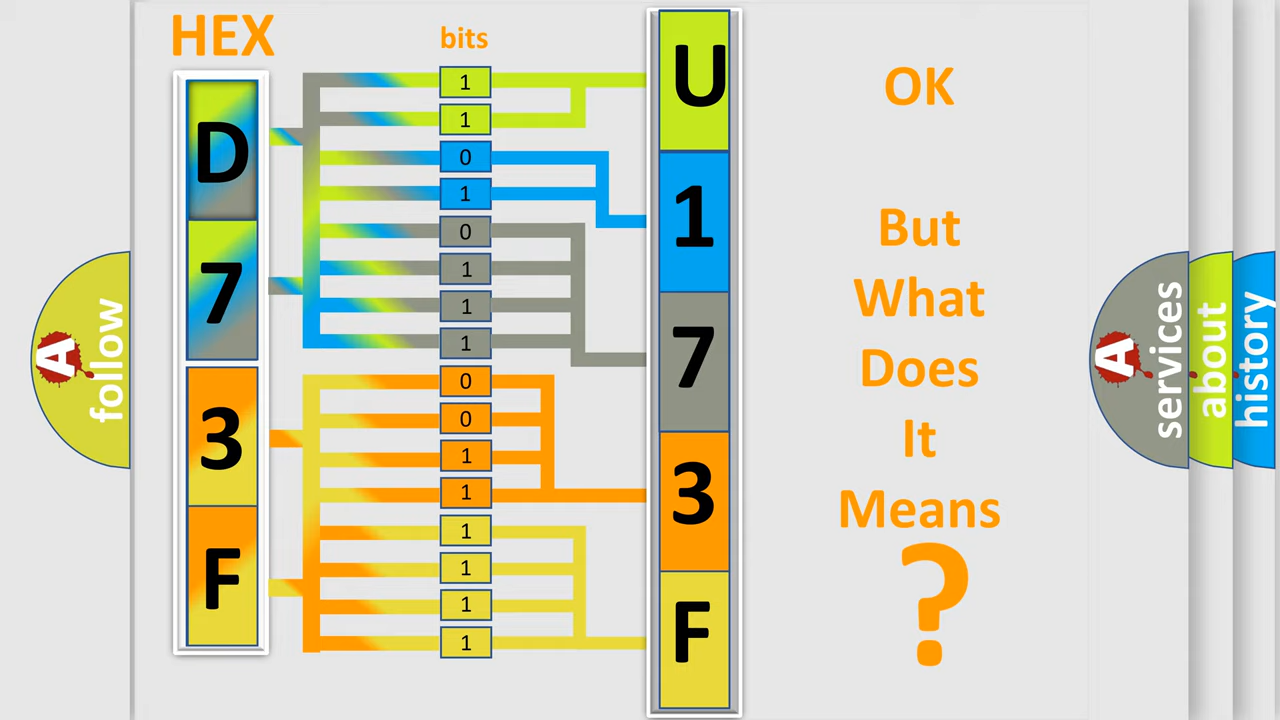 HEX
bits
D
7
3
F
1
1
0
1
0
1
1
1
0
0
1
1
1
1
1
1
U
1
7
3
F
OK
But
What
Does
It
Means
?
A
follow
A
services
about
history